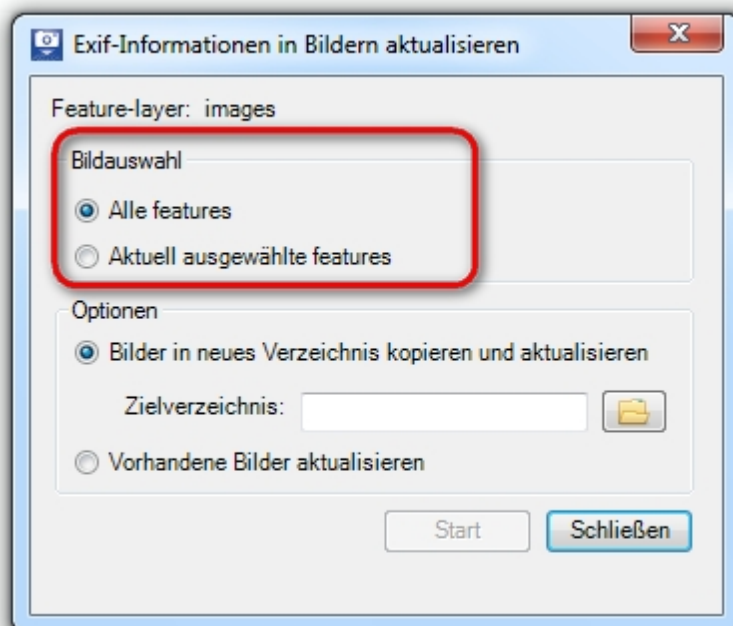 Exif-Informationen in Bildern aktualisieren
Feature-layer: images
Bildauswahl
Alle features
Aktuell ausgewählte features
Optionen
Bilder in neues Verzeichnis kopieren und aktualisieren
Zielverzeichnis:
Vorhandene Bilder aktualisieren
Start
Schließen